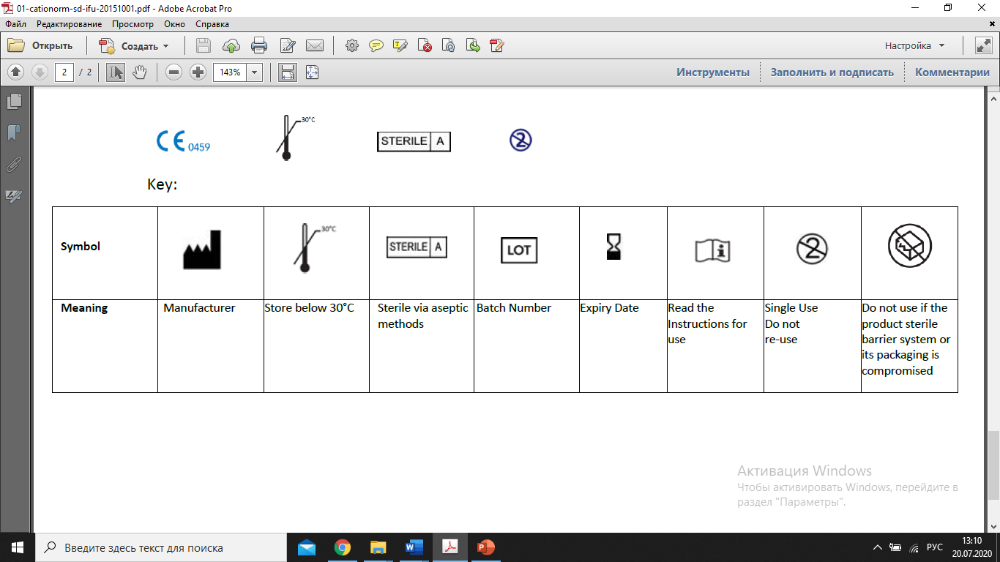 01-cationorm-sd-ifu-20151001.pdf - Adobe Acrobat Pro
Файл Редактирование Просмотр Окно Справка
Открыть Создать Настройка
2 / 2 143% Инструменты Заполнить и подписать Комментарии
30°C
CE 0459 STERILE A 2
Key:
Symbol 30°C STERILE A LOT i 2
Meaning Manufacturer Store below 30°C Sterile via aseptic methods Batch Number Expiry Date Read the Instructions for use Single Use Do not re-use Do not use if the product sterile barrier system or its packaging is compromised
Активация Windows
Чтобы активировать Windows, перейдите в
раздел "Параметры".
Введите здесь текст для поиска
РУС
13:10
20.07.2020